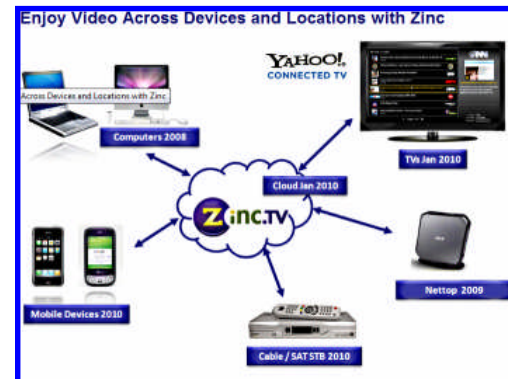 Enjoy Video Across Devices and Locations with Zinc
YAHOO!
CONNECTED TV
Across Devices and Locations with Zinc
Computers 2008
TVs Jan 2010
Cloud Jan 2010
Zinc.TV
Mobile Devices 2010
Nettop 2009
Cable / SAT STB 2010